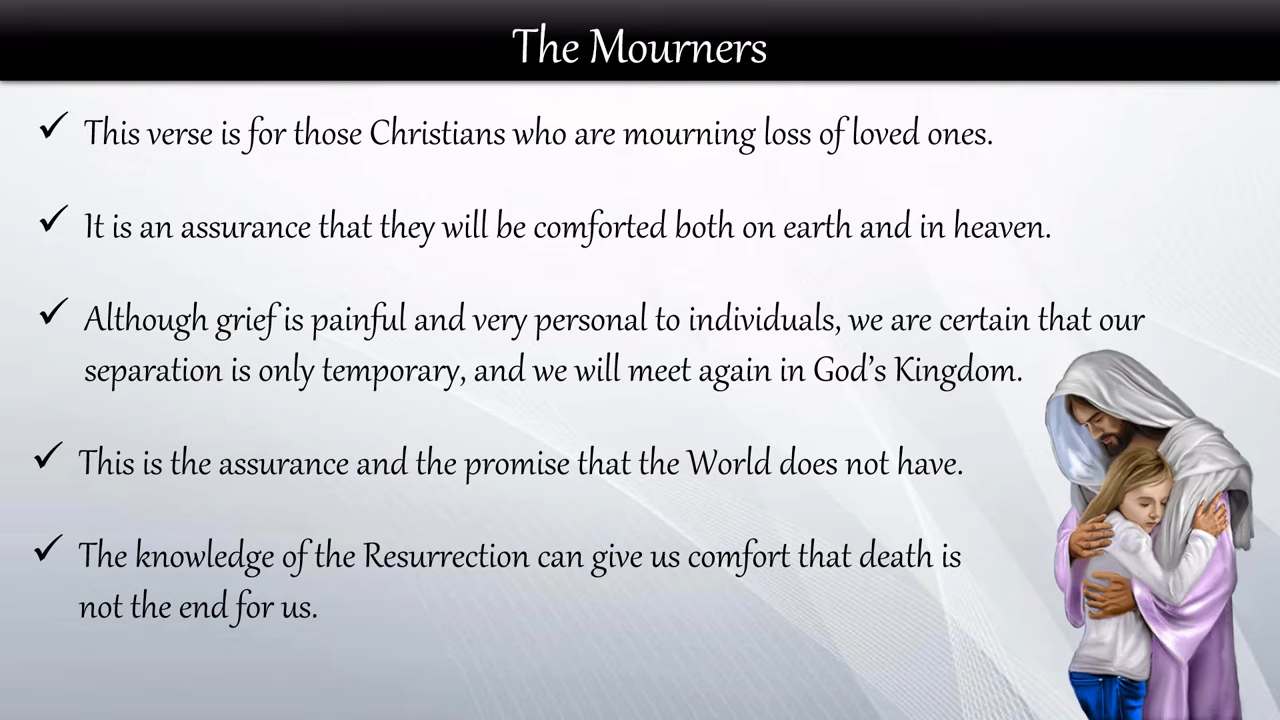 The Mourners
✓ This verse is for those Christians who are mourning loss of loved ones.
✓ It is an assurance that they will be comforted both on earth and in heaven.
✓ Although grief is painful and very personal to individuals, we are certain that our
separation is only temporary, and we will meet again in God’s Kingdom.
✓ This is the assurance and the promise that the World does not have.
✓ The knowledge of the Resurrection can give us comfort that death is
not the end for us.